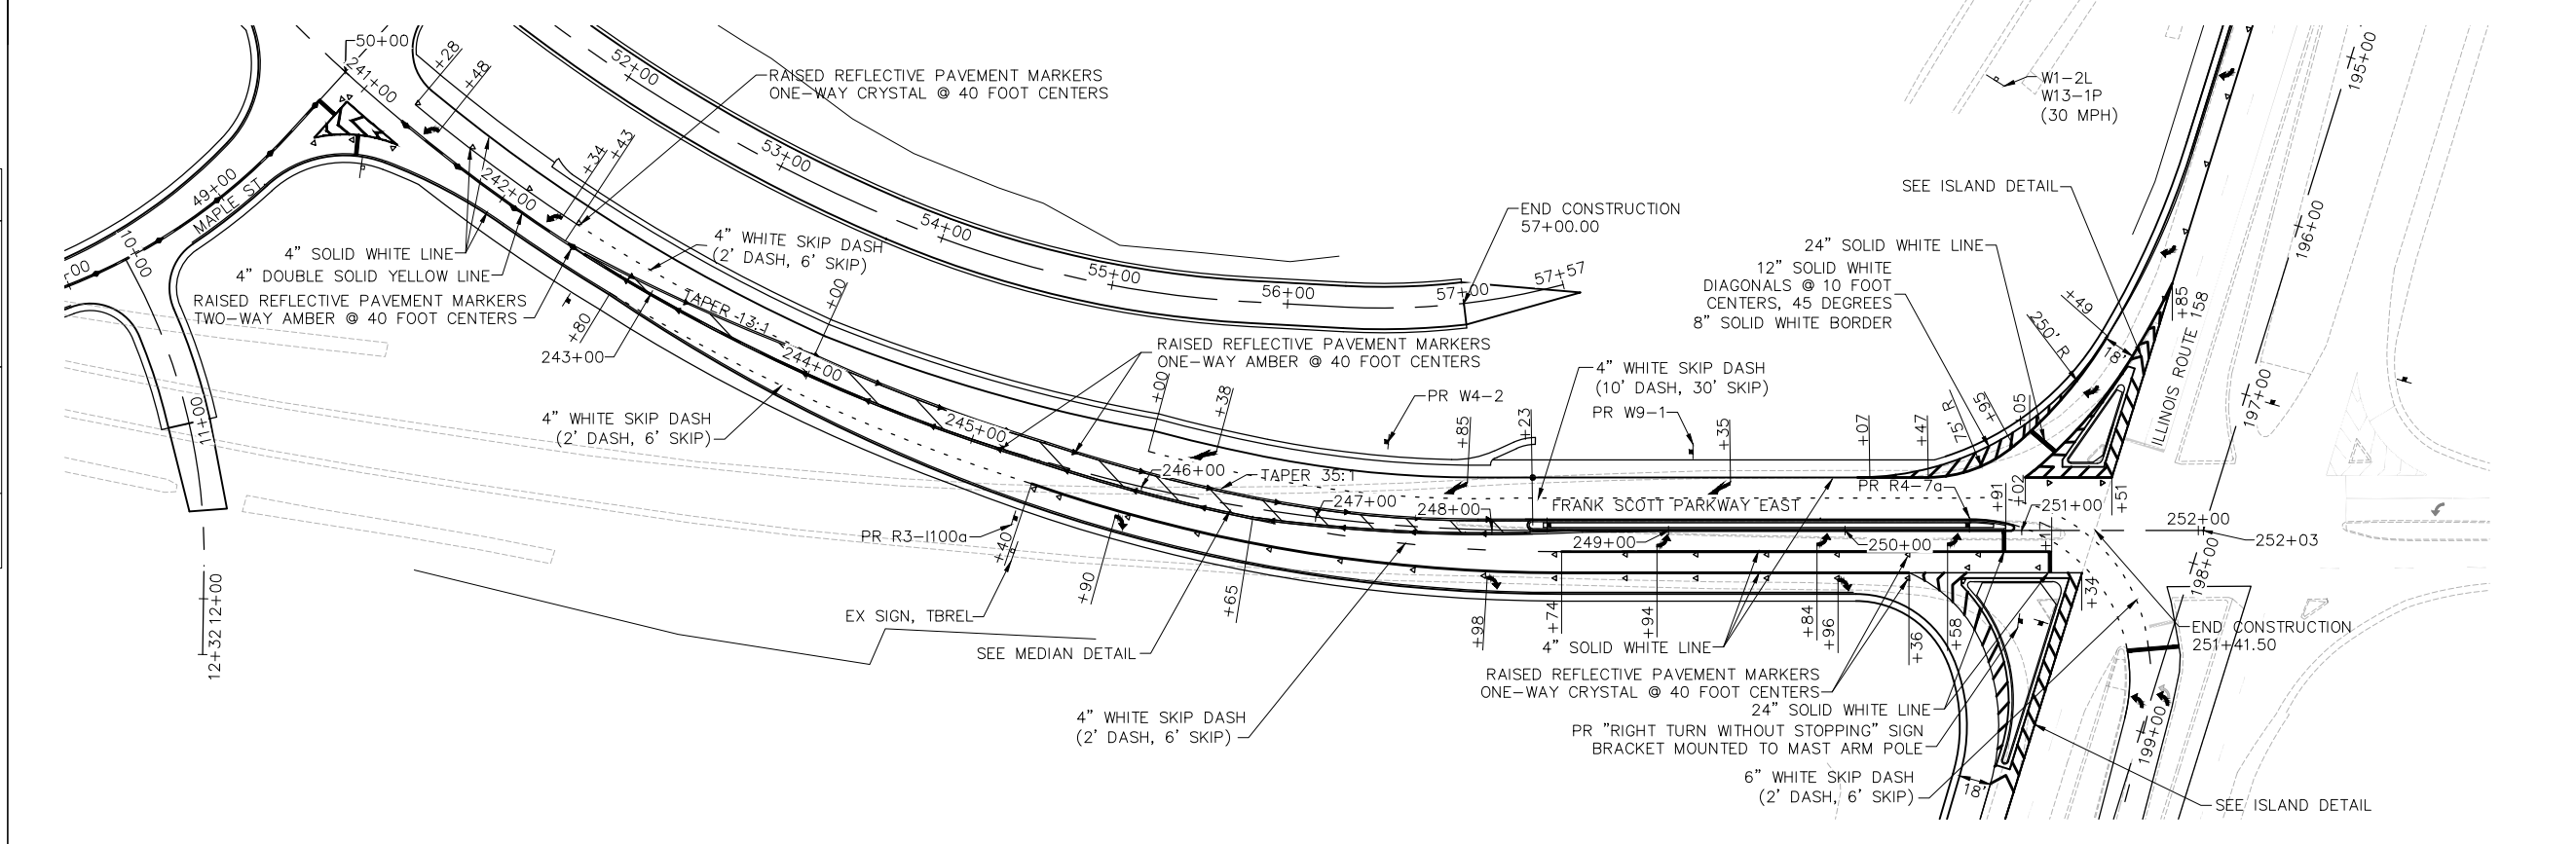 50+00
241+00
+28
+48
52+00
RAISED REFLECTIVE PAVEMENT MARKERS
ONE-WAY CRYSTAL @ 40 FOOT CENTERS
W1-2L
W13-1P
(30 MPH)
195+00
+34
+43
53+00
49+00
MAPLE ST.
242+00
SEE ISLAND DETAIL
54+00
END CONSTRUCTION
57+00.00
196+00
10+00
4" SOLID WHITE LINE
4" DOUBLE SOLID YELLOW LINE
RAISED REFLECTIVE PAVEMENT MARKERS
TWO-WAY AMBER @ 40 FOOT CENTERS
4" WHITE SKIP DASH
(2' DASH, 6' SKIP)
24" SOLID WHITE LINE
12" SOLID WHITE
DIAGONALS @ 10 FOOT
CENTERS, 45 DEGREES
8" SOLID WHITE BORDER
55+00
56+00
57+00
57+57
TAPER 13:1
+00
+80
243+00
244+00
+49
250' R
18'
+85
ILLINOIS ROUTE 158
RAISED REFLECTIVE PAVEMENT MARKERS
ONE-WAY AMBER @ 40 FOOT CENTERS
4" WHITE SKIP DASH
(10' DASH, 30' SKIP)
197+00
+00
+38
PR W4-2
PR W9-1
+85
+23
+35
+07
+47
75' R
+95
+05
11+00
4" WHITE SKIP DASH
(2' DASH, 6' SKIP)
245+00
246+00
TAPER 35:1
247+00
248+00
PR R4-7a
FRANK SCOTT PARKWAY EAST
+91
+02
251+00
+51
252+00
252+03
PR R3-I100a
+40
249+00
250+00
+17
198+00
12+00
12+32
EX SIGN, TBREL
+90
+65
+98
+74
+94
+84
+96
+36
+58
+34
SEE MEDIAN DETAIL
4" SOLID WHITE LINE
END CONSTRUCTION
251+41.50
RAISED REFLECTIVE PAVEMENT MARKERS
ONE-WAY CRYSTAL @ 40 FOOT CENTERS
24" SOLID WHITE LINE
4" WHITE SKIP DASH
(2' DASH, 6' SKIP)
PR "RIGHT TURN WITHOUT STOPPING" SIGN
BRACKET MOUNTED TO MAST ARM POLE
199+00
6" WHITE SKIP DASH
(2' DASH, 6' SKIP)
18'
SEE ISLAND DETAIL